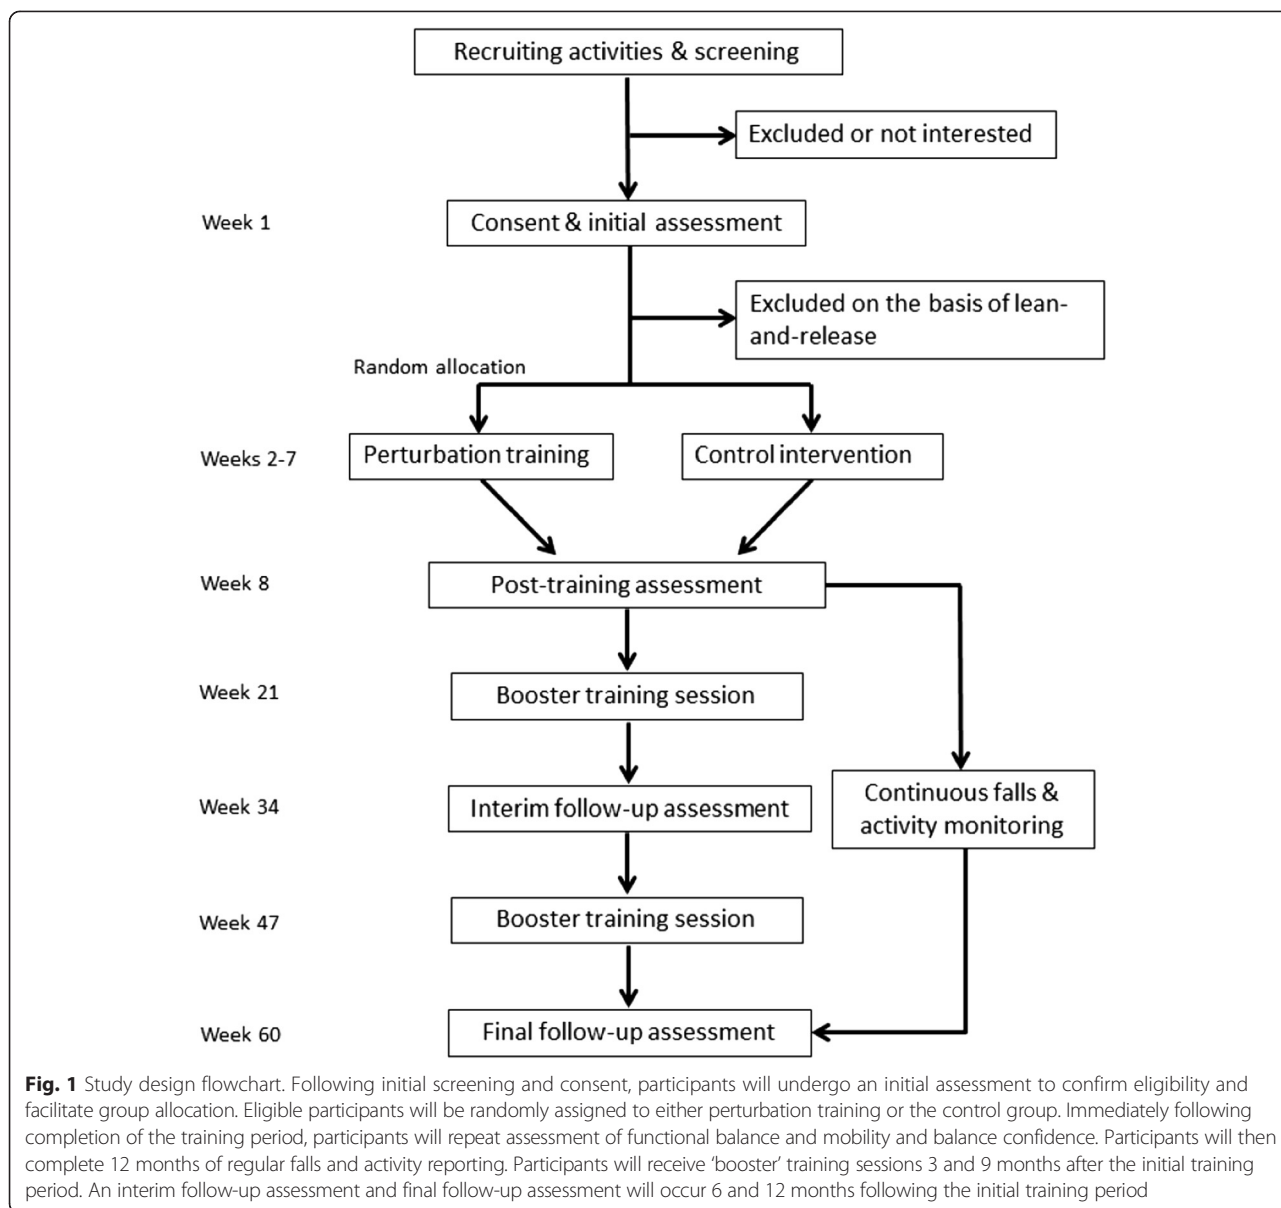 Recruiting activities & screening
Excluded or not interested
Week 1
Consent & initial assessment
Excluded on the basis of lean-
and-release
Random allocation
Weeks 2-7
Perturbation training
Control intervention
Week 8
Post-training assessment
Week 21
Booster training session
Week 34
Interim follow-up assessment
Continuous falls &
activity monitoring
Week 47
Booster training session
Week 60
Final follow-up assessment
Fig. 1 Study design flowchart. Following initial screening and consent, participants will undergo an initial assessment to confirm eligibility and
facilitate group allocation. Eligible participants will be randomly assigned to either perturbation training or the control group. Immediately following
completion of the training period, participants will repeat assessment of functional balance and mobility and balance confidence. Participants will then
complete 12 months of regular falls and activity reporting. Participants will receive ‘booster’ training sessions 3 and 9 months after the initial training
period. An interim follow-up assessment and final follow-up assessment will occur 6 and 12 months following the initial training period